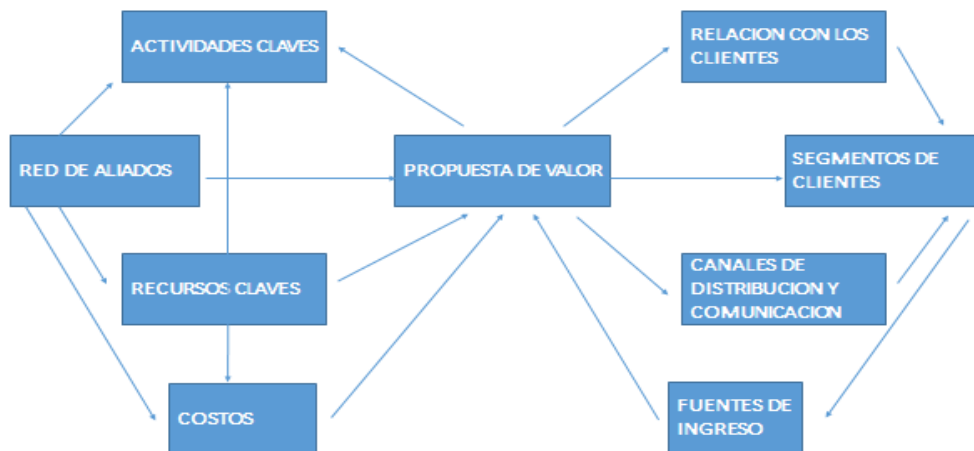 ACTIVIDADES CLAVES
RELACION CON LOS
CLIENTES
RED DE ALIADOS
PROPUESTA DE VALOR
SEGMENTOS DE
CLIENTES
RECURSOS CLAVES
CANALES DE
DISTRIBUCION Y
COMUNICACION
COSTOS
FUENTES DE
INGRESO